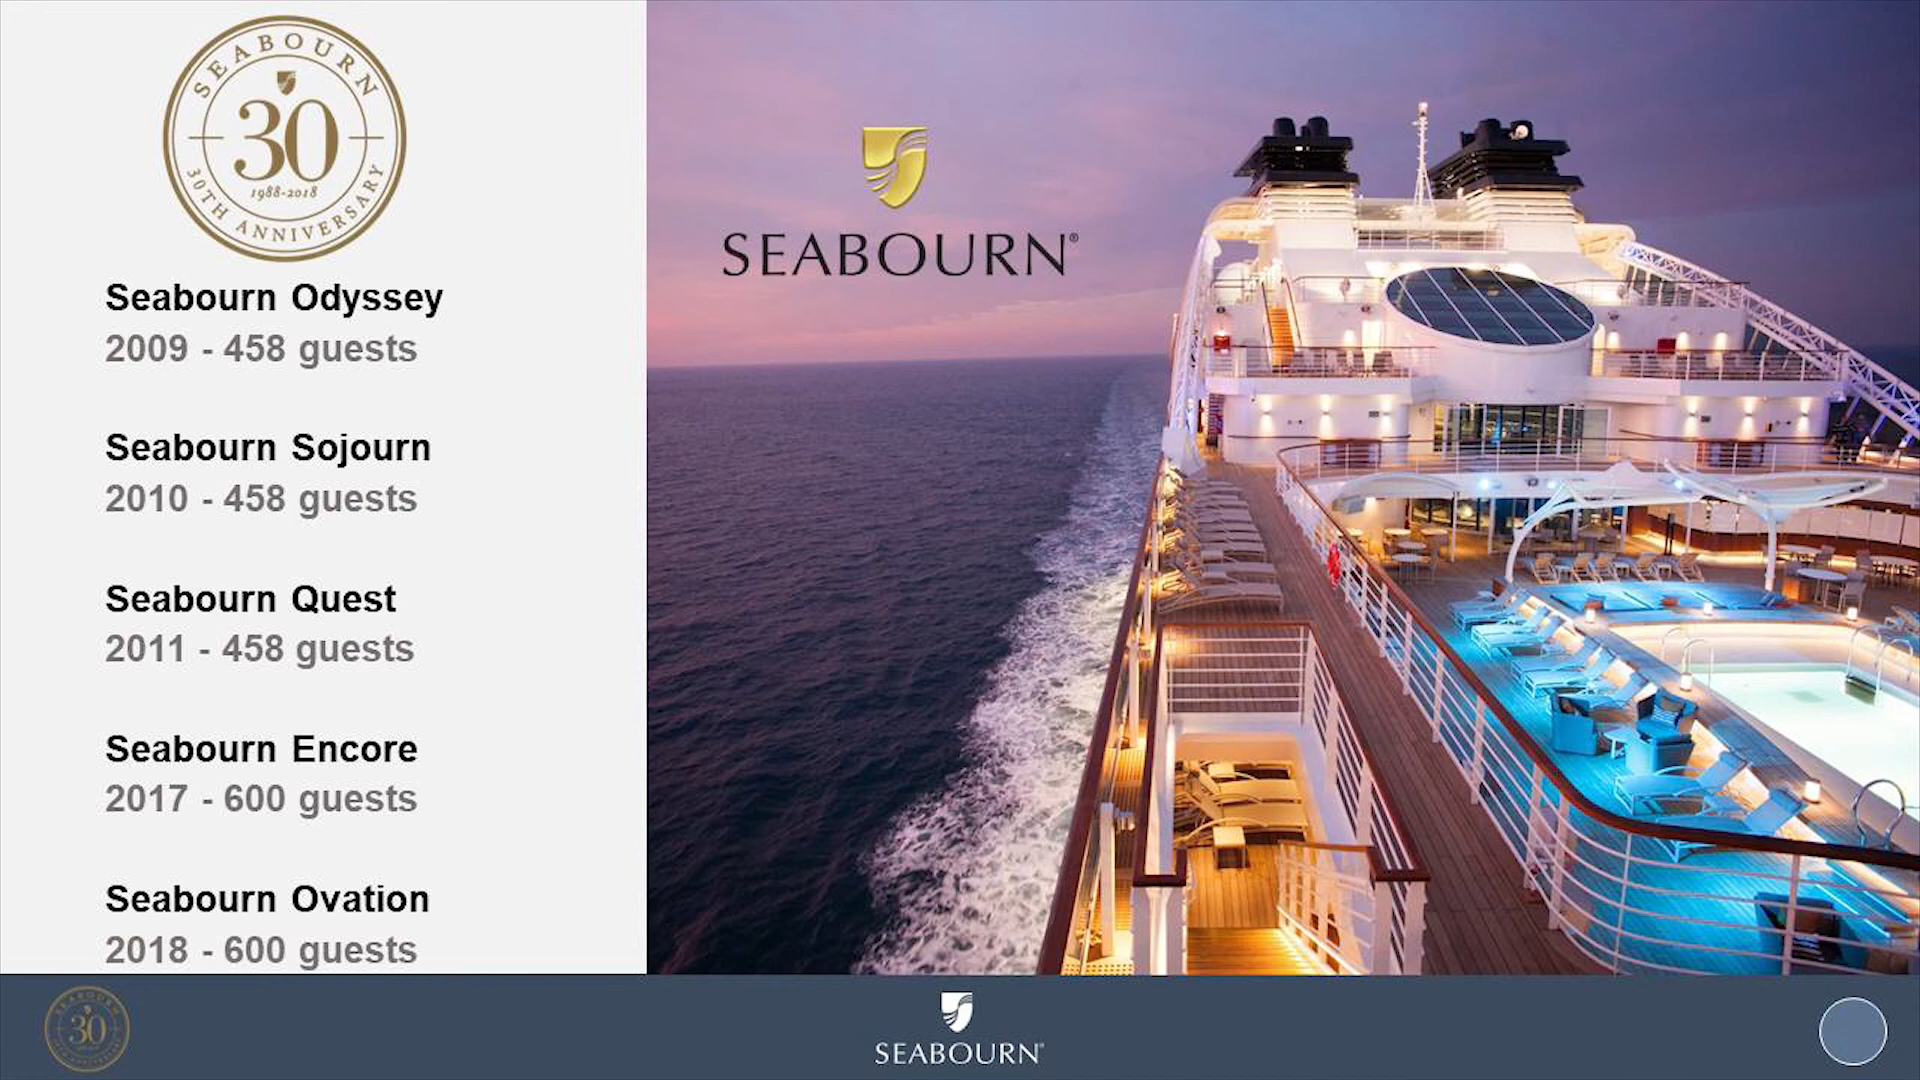 SEABOURN
30
1988-2018
30TH ANNIVERSARY
Seabourn Odyssey
2009 - 458 guests
Seabourn Sojourn
2010 - 458 guests
Seabourn Quest
2011 - 458 guests
Seabourn Encore
2017 - 600 guests
Seabourn Ovation
2018 - 600 guests
SEABOURN®
30
SEABOURN®